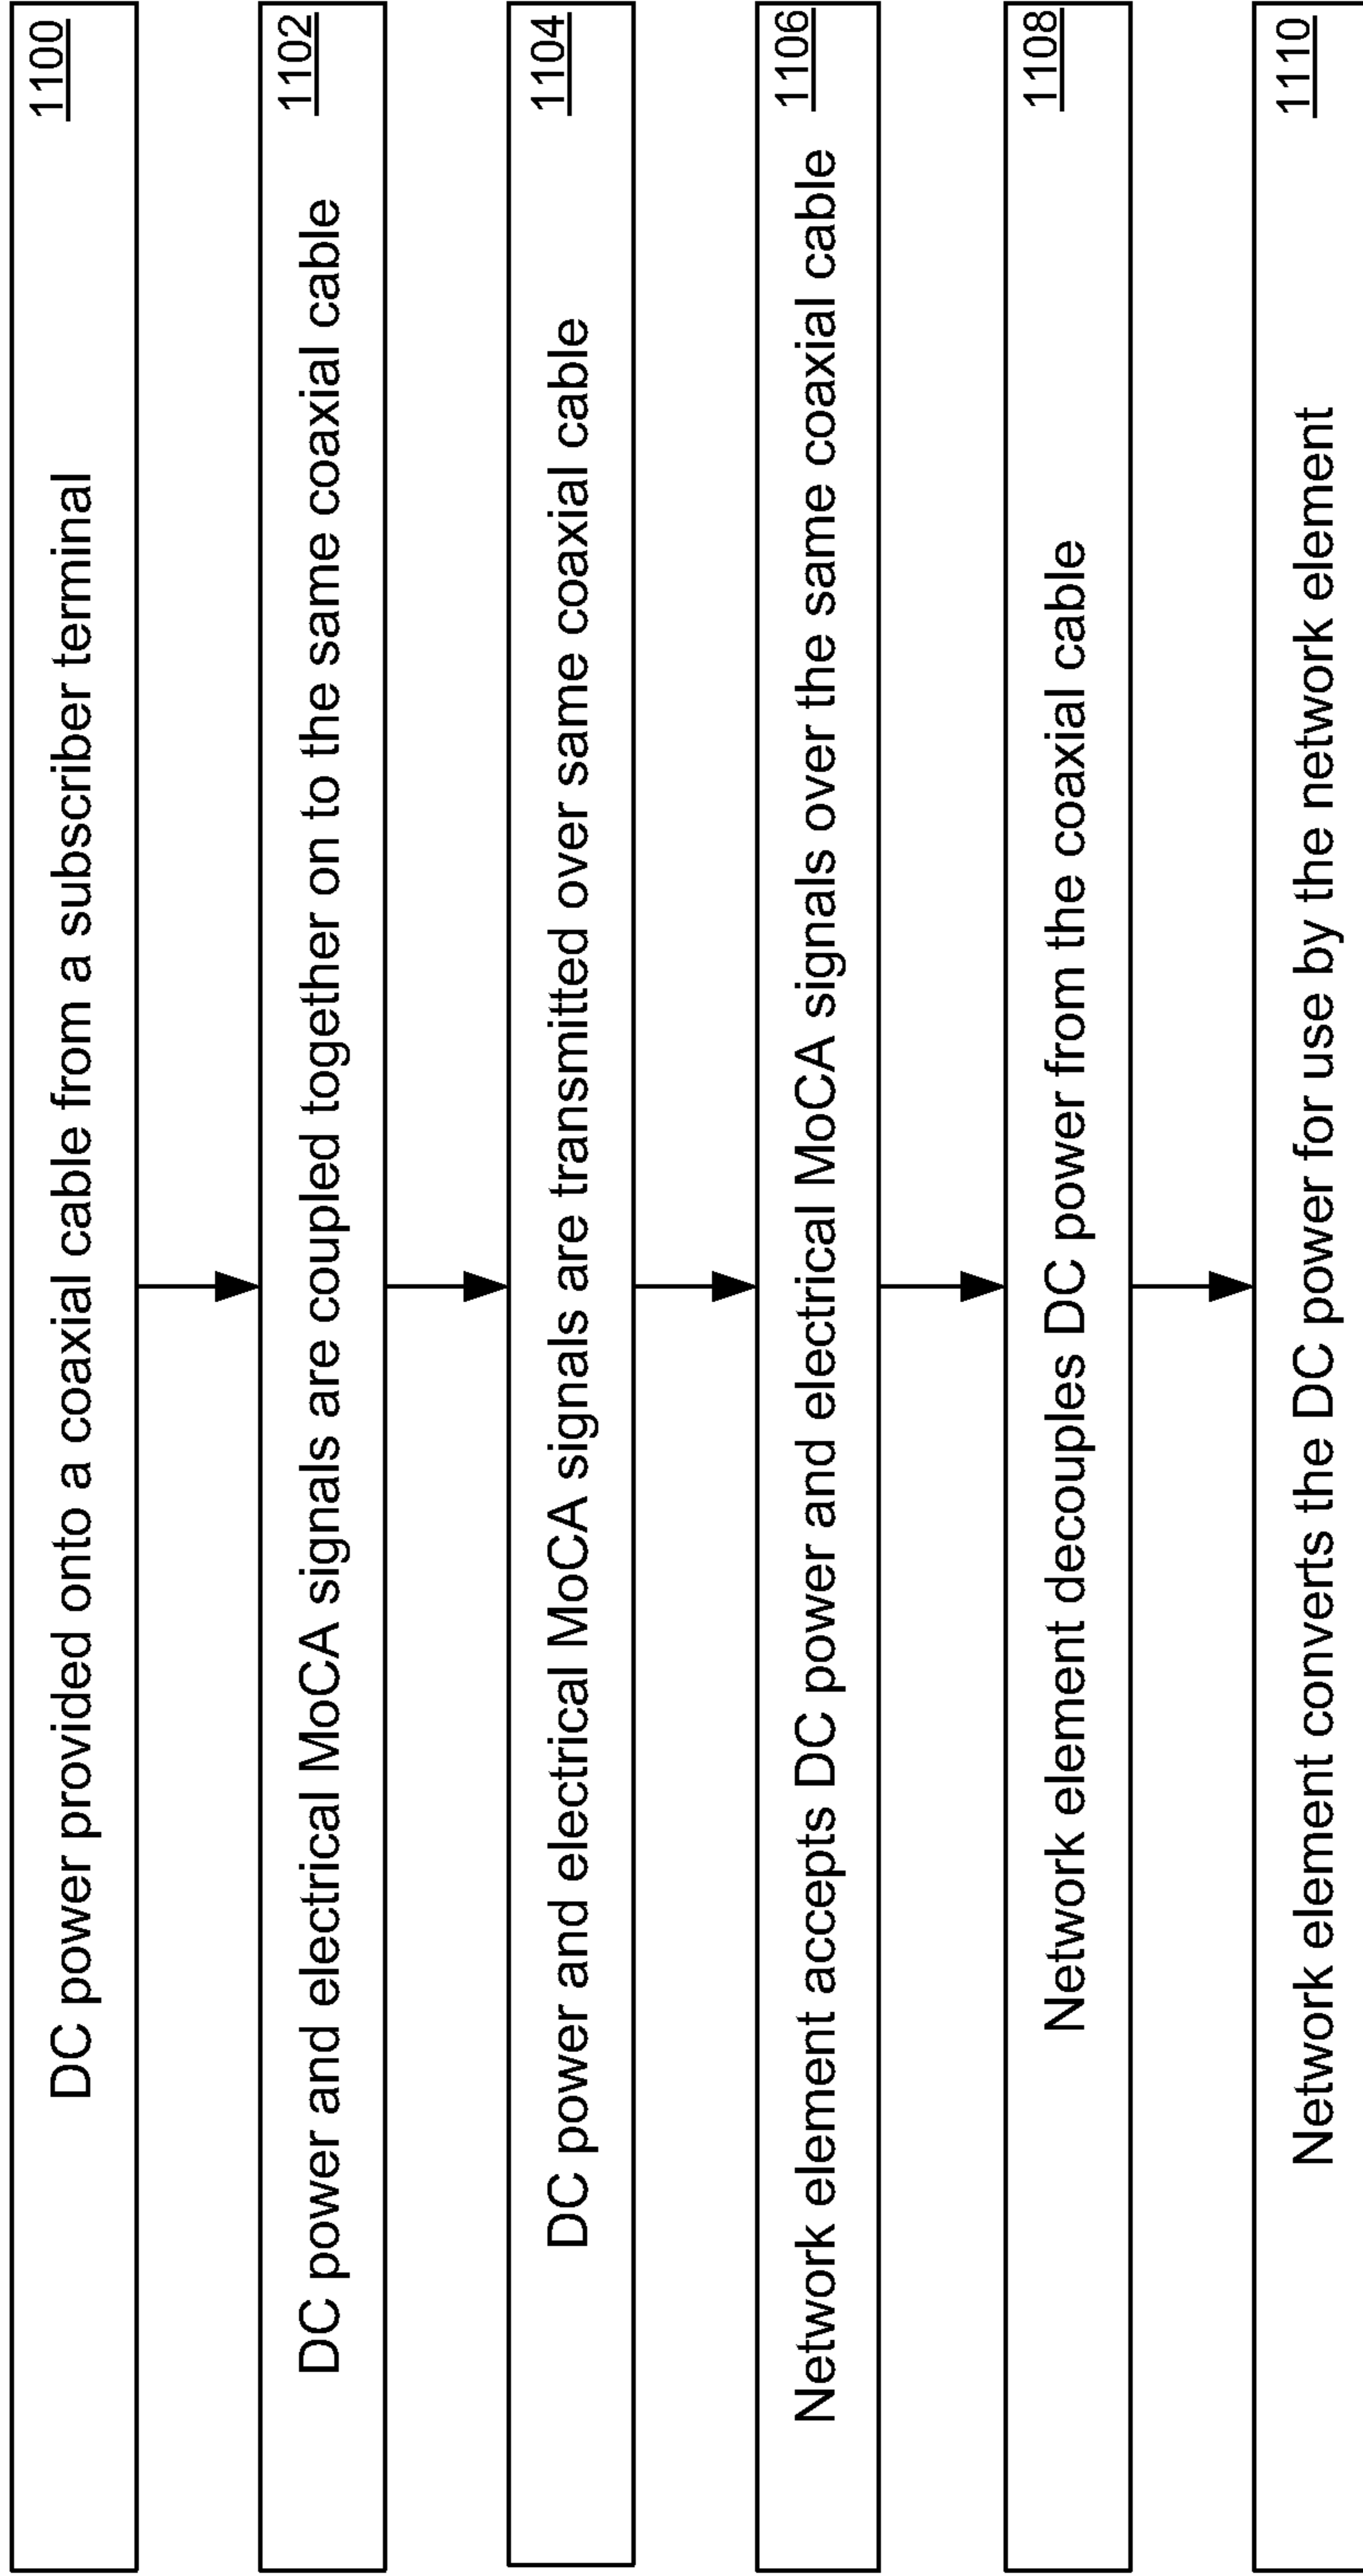 DC power provided onto a coaxial cable from a subscriber terminal
1100
DC power and electrical MoCA signals are coupled together on to the same coaxial cable
1102
DC power and electrical MoCA signals are transmitted over same coaxial cable
1104
Network element accepts DC power and electrical MoCA signals over the same coaxial cable
1106
Network element decouples DC power from the coaxial cable
1108
Network element converts the DC power for use by the network element
1110